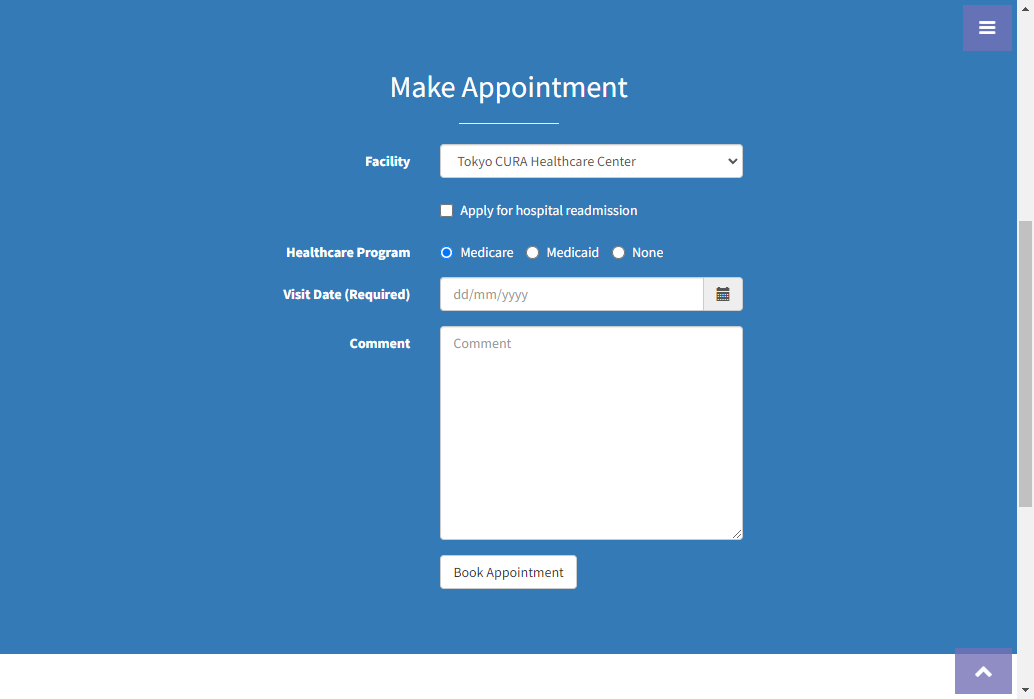 Make Appointment
Facility
Tokyo CURA Healthcare Center
Apply for hospital readmission
Healthcare Program
Medicare Medicaid None
Visit Date (Required)
dd/mm/yyyy
Comment
Comment
Book Appointment